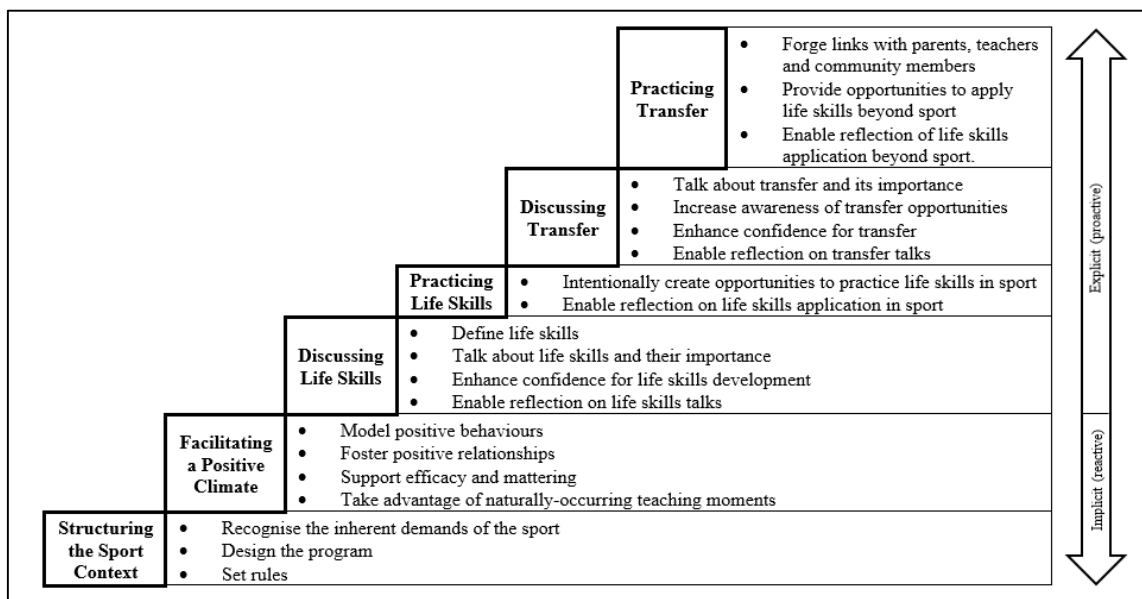 Practicing
Transfer
• Forge links with parents, teachers
and community members
• Provide opportunities to apply
life skills beyond sport
• Enable reflection of life skills
application beyond sport.
Discussing
Transfer
• Talk about transfer and its importance
• Increase awareness of transfer opportunities
• Enhance confidence for transfer
• Enable reflection on transfer talks
Practicing
Life Skills
• Intentionally create opportunities to practice life skills in sport
• Enable reflection on life skills application in sport
Discussing
Life Skills
• Define life skills
• Talk about life skills and their importance
• Enhance confidence for life skills development
• Enable reflection on life skills talks
Facilitating
a Positive
Climate
• Model positive behaviours
• Foster positive relationships
• Support efficacy and mattering
• Take advantage of naturally-occurring teaching moments
Structuring
the Sport
Context
• Recognise the inherent demands of the sport
• Design the program
• Set rules
Explicit (proactive)
Implicit (reactive)